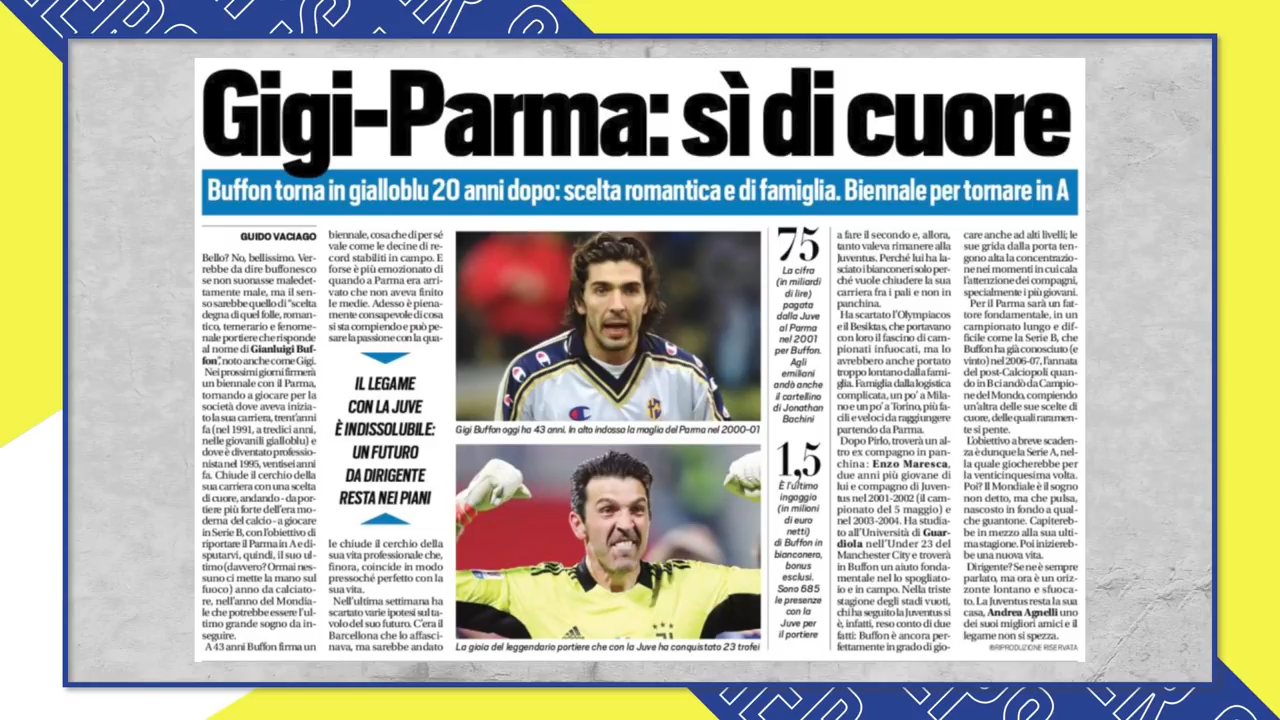 Gigi-Parma: sì di cuore
Buffon torna in gialloblu 20 anni dopo: scelta romantica e di famiglia. Biennale per tornare in A
GUIDO VACIAGO
Bello? No, bellissimo. Ver-
rebbe da dire buffonesco
se non suonasse maledet-
tamente male, ma il sen-
so sarebbe quello di "scelta
degna di quel folle, roman-
tico, temerario e fenome-
nale portiere che risponde
al nome di Gianluigi Buf-
fon", noto anche come Gigi.
Nei prossimi giorni firmerà
un biennale con il Parma,
tornando a giocare per la
società dove aveva inizia-
to la sua carriera, trent'anni
fa (nel 1991, a tredici anni,
nelle giovanili gialloblu) e
dove è diventato professio-
nista nel 1995, ventisei anni
fa. Chiude il cerchio della
sua carriera con una scelta
di cuore, andando - da por-
tiere più forte dell'era mo-
derna del calcio - a giocare
in Serie B, con l'obiettivo di
riportare il Parma in A e di-
sputarvi, quindi, il suo ul-
timo (davvero? Ormai nes-
suno ci mette la mano sul
fuoco) anno da calciato-
re, nell'anno del Mondia-
le che potrebbe essere l'ul-
timo grande sogno da in-
seguire.
A 43 anni Buffon firma un
biennale, cosa che di per sé
vale come le decine di re-
cord stabiliti in campo. E
forse è più emozionato di
quando a Parma era arri-
vato che non aveva finito
le medie. Adesso è piena-
mente consapevole di cosa
si sta compiendo e può pe-
sare la passione con la qua-
IL LEGAME
CON LA JUVE
È INDISSOLUBILE:
UN FUTURO
DA DIRIGENTE
RESTA NEI PIANI
le chiude il cerchio della
sua vita professionale che,
finora, coincide in modo
pressoché perfetto con la
sua vita.
Nell'ultima settimana ha
scartato varie ipotesi sul ta-
volo del suo futuro. C'era il
Barcellona che lo affasci-
nava, ma sarebbe andato
Gigi Buffon oggi ha 43 anni. In alto indossa la maglia del Parma nel 2000-01
La gioia del leggendario portiere che con la Juve ha conquistato 23 trofei
75
La cifra
(in miliardi
di lire)
pagata
dalla Juve
al Parma
nel 2001
per Buffon.
Agli
emiliani
andò anche
il cartellino
di Jonathan
Bachini
1,5
È l'ultimo
ingaggio
(in milioni
di euro
netti)
di Buffon in
bianconero,
bonus
esclusi.
Sono 685
le presenze
con la
Juve per
il portiere
a fare il secondo e, allora,
tanto valeva rimanere alla
Juventus. Perché lui ha la-
sciato i bianconeri solo per-
ché vuole chiudere la sua
carriera fra i pali e non in
panchina.
Ha scartato l'Olympiacos
e il Besiktas, che portavano
con loro il fascino di cam-
pionati infuocati, ma lo
avrebbero anche portato
troppo lontano dalla fami-
glia. Famiglia dalla logistica
complicata, un po' a Mila-
no e un po' a Torino, più fa-
cili e veloci da raggiungere
partendo da Parma.
Dopo Pirlo, troverà un al-
tro ex compagno in pan-
china: Enzo Maresca,
due anni più giovane di
lui e compagno di Juven-
tus nel 2001-2002 (il cam-
pionato del 5 maggio) e
nel 2003-2004. Ha studia-
to all'Università di Guar-
diola nell'Under 23 del
Manchester City e troverà
in Buffon un aiuto fonda-
mentale nel lo spogliato-
io e in campo. Nella triste
stagione degli stadi vuoti,
chi ha seguito la Juventus si
è, infatti, reso conto di due
fatti: Buffon è ancora per-
fettamente in grado di gio-
care anche ad alti livelli; le
sue grida dalla porta ten-
gono alta la concentrazio-
ne nei momenti in cui cala
l'attenzione dei compagni,
specialmente i più giovani.
Per il Parma sarà un fat-
tore fondamentale, in un
campionato lungo e dif-
ficile come la Serie B, che
Buffon ha già conosciuto (e
vinto) nel 2006-07, l'annata
del post-Calciopoli quan-
do in B ci andò da Campio-
ne del Mondo, compiendo
un'altra delle sue scelte di
cuore, delle quali raramen-
te si pente.
L'obiettivo a breve scaden-
za è dunque la Serie A, nel-
la quale giocherebbe per
la venticinquesima volta.
Poi? Il Mondiale è il sogno
non detto, ma che pulsa,
nascosto in fondo a qual-
che guantone. Capitereb-
be in mezzo alla sua ulti-
ma stagione. Poi iniziereb-
be una nuova vita.
Dirigente? Se ne è sempre
parlato, ma ora è un oriz-
zonte lontano e sfuoca-
to. La Juventus resta la sua
casa, Andrea Agnelli uno
dei suoi migliori amici e il
legame non si spezza.
©RIPRODUZIONE RISERVATA